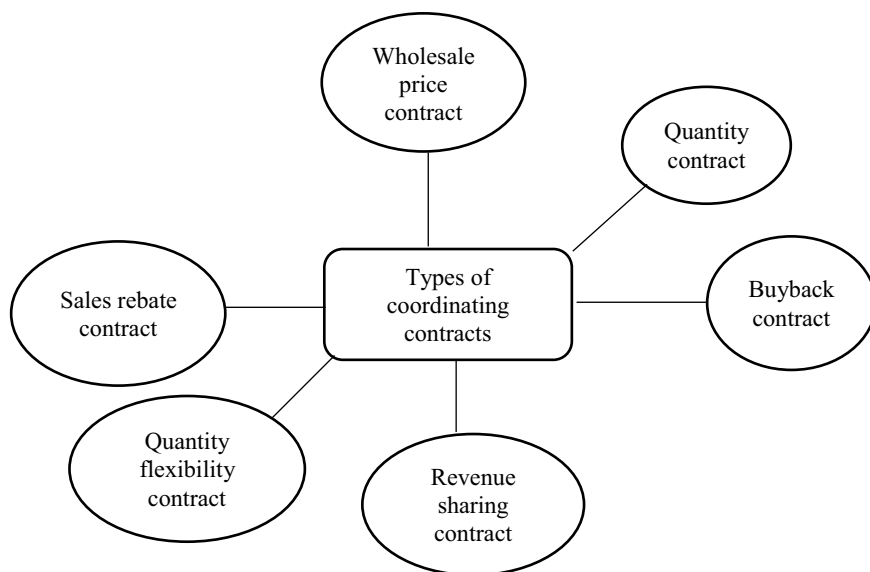 Wholesale
price
contract
Quantity
contract
Types of
coordinating
contracts
Buyback
contract
Sales rebate
contract
Quantity
flexibility
contract
Revenue
sharing
contract